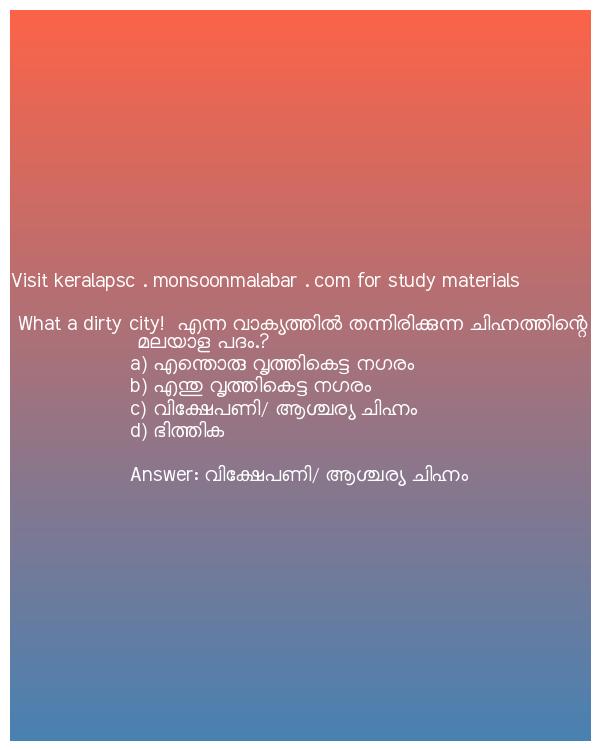 Visit keralapsc . monsoonmalabar . com for study materials
What a dirty city! എന്ന വാക്യത്തിൽ തന്നിരിക്കുന്ന ചിഹ്നത്തിന്റെ
മലയാള പദം.?
a) എന്തൊരു വൃത്തികെട്ട നഗരം
b) എന്തു വൃത്തികെട്ട നഗരം
c) വിക്ഷേപണി/ ആശ്ചര്യ ചിഹ്നം
d) ഭിത്തിക
Answer: വിക്ഷേപണി/ ആശ്ചര്യ ചിഹ്നം